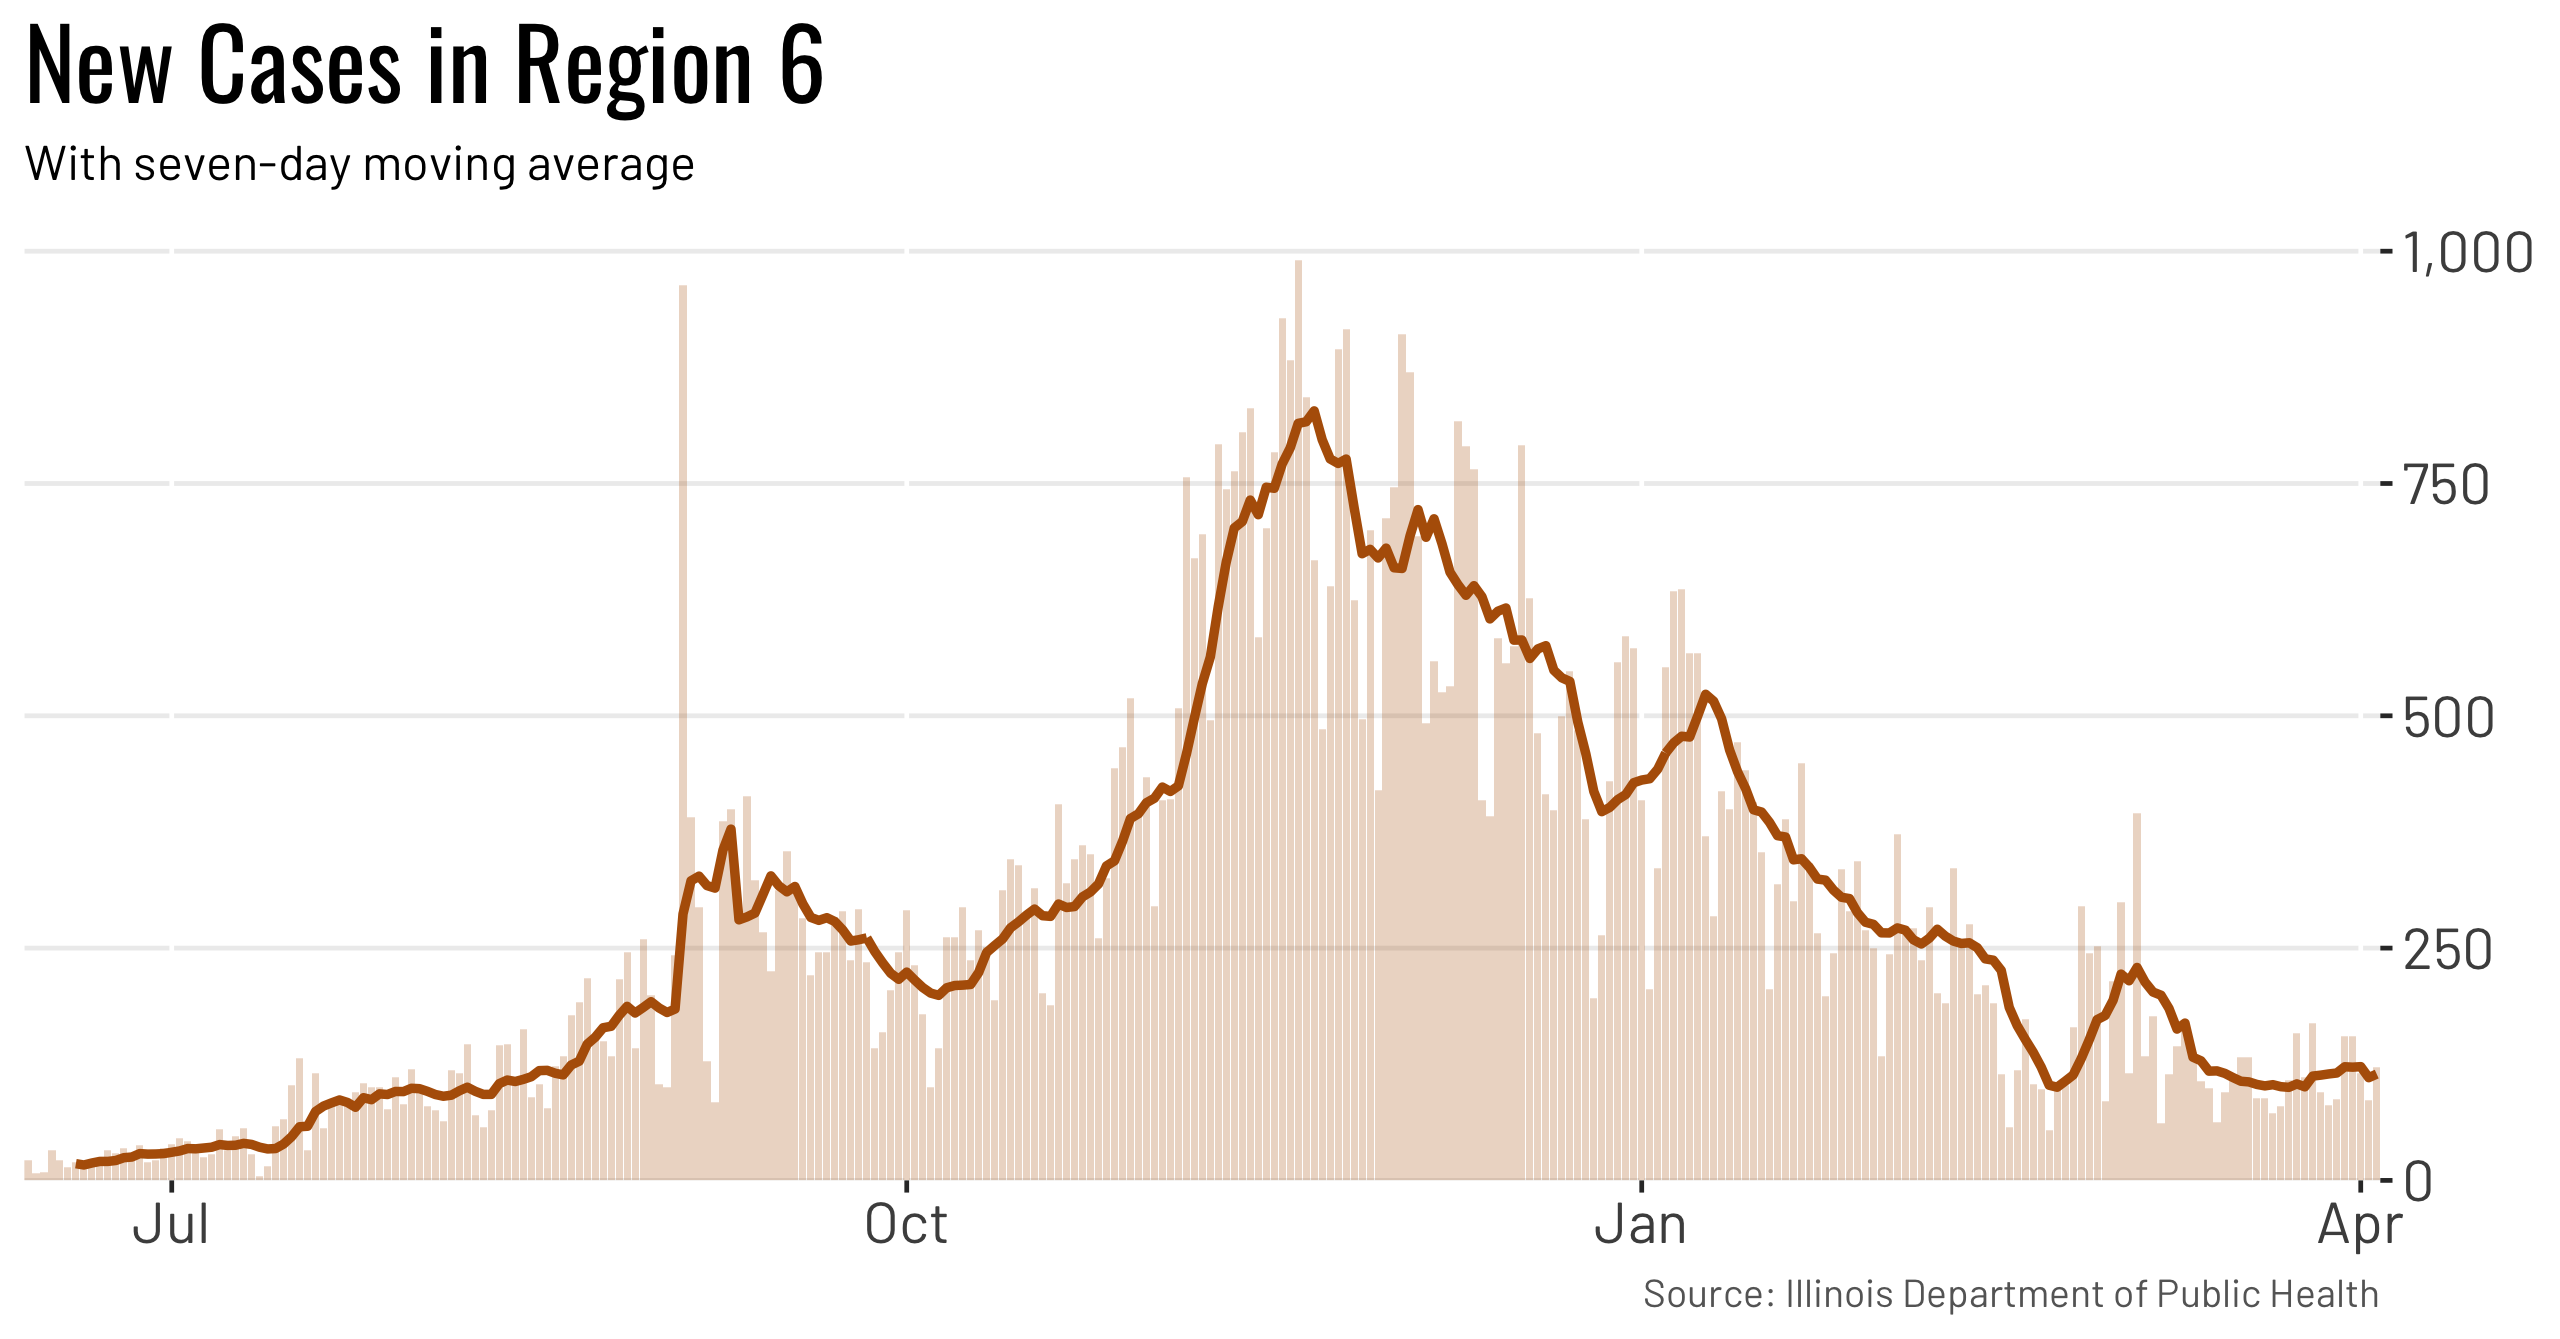 New Cases in Region 6
With seven-day moving average
1,000
750
500
250
0
Jul Oct Jan Apr
Source: Illinois Department of Public Health